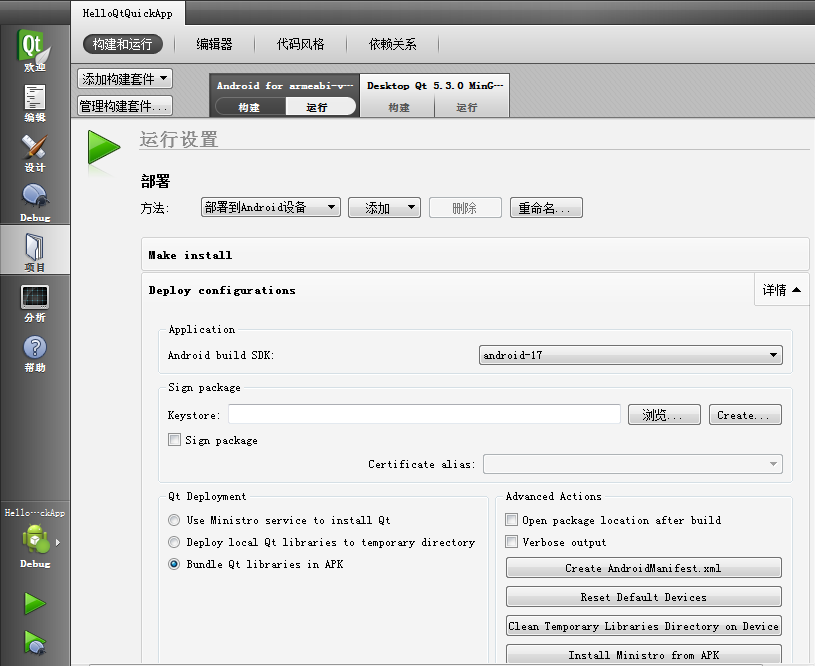 HelloQtQuickApp
构建和运行
编辑器
代码风格
依赖关系
Qt
欢迎
编辑
设计
Debug
项目
分析
帮助
Hello···ckApp
Debug
添加构建套件
管理构建套件...
Android for armeabi-v···
构建
运行
Desktop Qt 5.3.0 MinG···
构建
运行
运行设置
部署
方法:
部署到Android设备
添加
删除
重命名...
Make install
Deploy configurations
详情
Application
Android build SDK:
android-17
Sign package
Keystore:
浏览...
Create...
Sign package
Certificate alias:
Qt Deployment
Use Ministro service to install Qt
Deploy local Qt libraries to temporary directory
Bundle Qt libraries in APK
Advanced Actions
Open package location after build
Verbose output
Create AndroidManifest.xml
Reset Default Devices
Clean Temporary Libraries Directory on Device
Install Ministro from APK